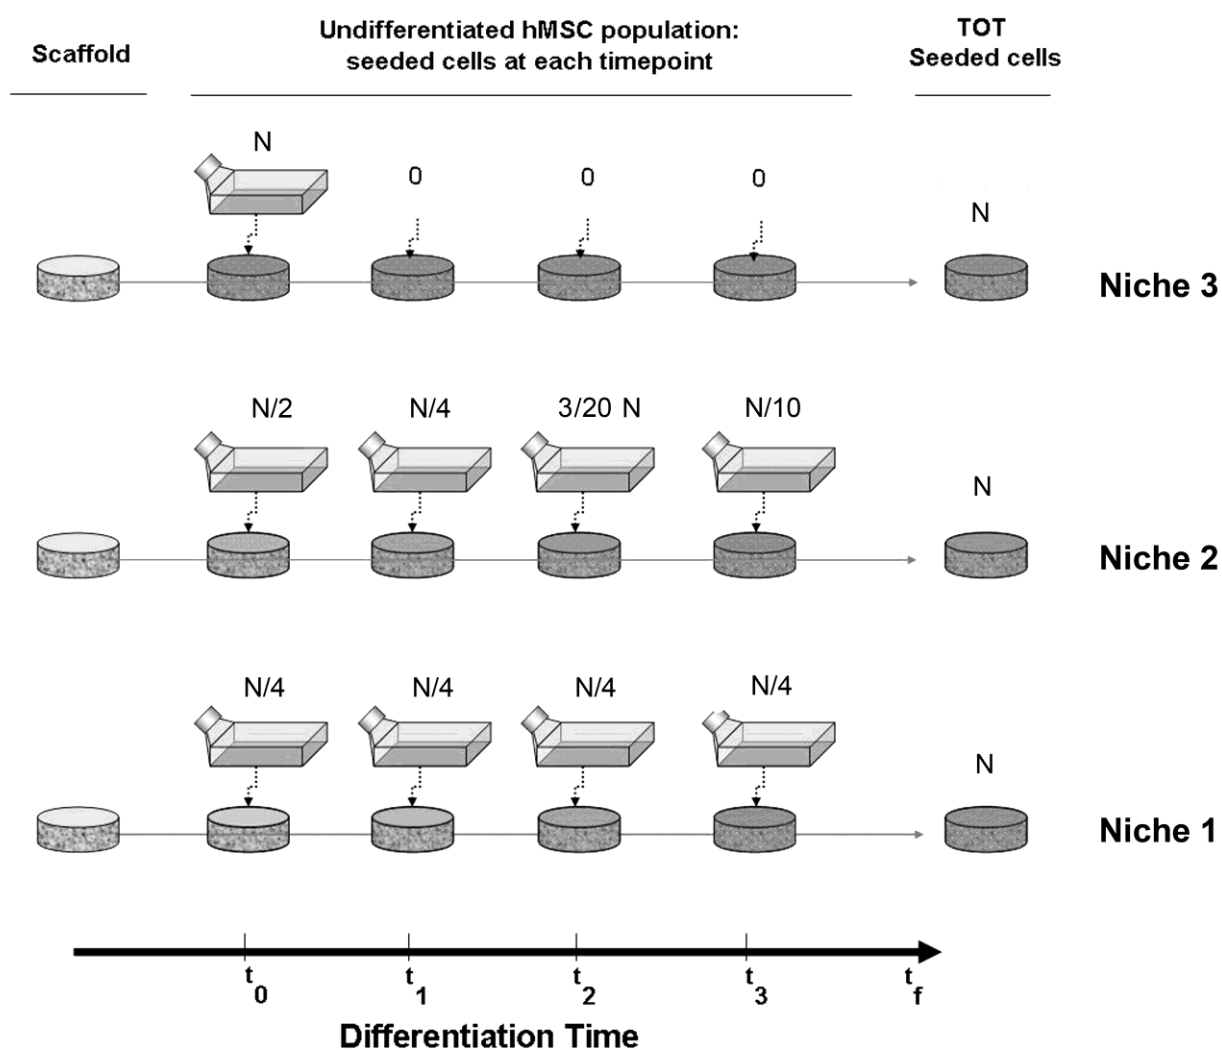 Scaffold
Undifferentiated hMSC population:
seeded cells at each timepoint
TOT
Seeded cells
N
0
0
0
N
Niche 3
N/2
N/4
3/20 N
N/10
N
Niche 2
N/4
N/4
N/4
N/4
N
Niche 1
t0
t1
t2
t3
tf
Differentiation Time